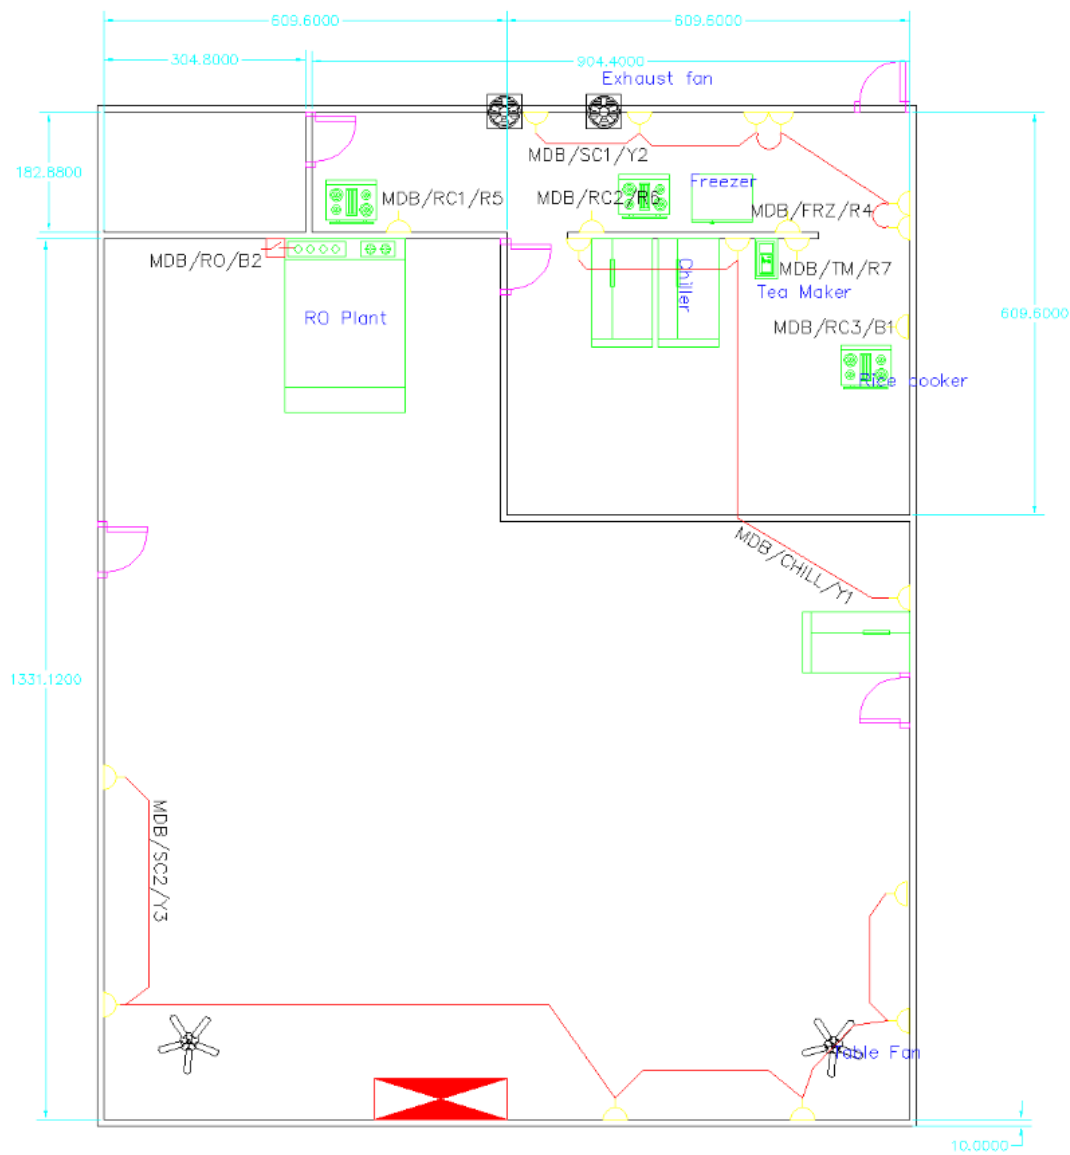 609.6000
609.6000
304.8000
904.4000
Exhaust fan
182.8800
MDB/SC1/Y2
Freezer
MDB/RC1/R5
MDB/RC2/R6
MDB/FRZ/R4
MDB/RO/B2
Chiller
MDB/TM/R7
Tea Maker
RO Plant
609.6000
MDB/RC3/B1
Rice cooker
MDB/CHILL/Y1
1331.1200
MDB/SC2/Y3
Table Fan
10.0000